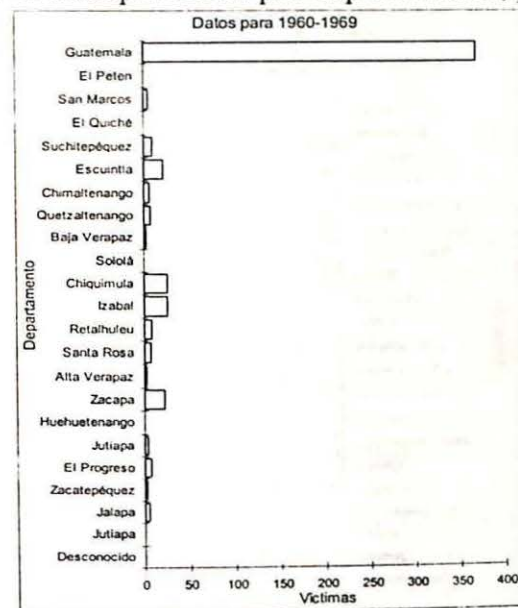 Datos para 1960-1969
Guatemala
El Peten
San Marcos
El Quiché
Suchitepéquez
Escuintla
Chimaltenango
Quetzaltenango
Baja Verapaz
Sololá
Chiquimula
Izabal
Retalhuleu
Santa Rosa
Alta Verapaz
Zacapa
Huehuetenango
Jutiapa
El Progreso
Zacatepéquez
Jalapa
Jutiapa
Desconocido
Departamento
0 50 100 150 200 250 300 350 400
Victimas